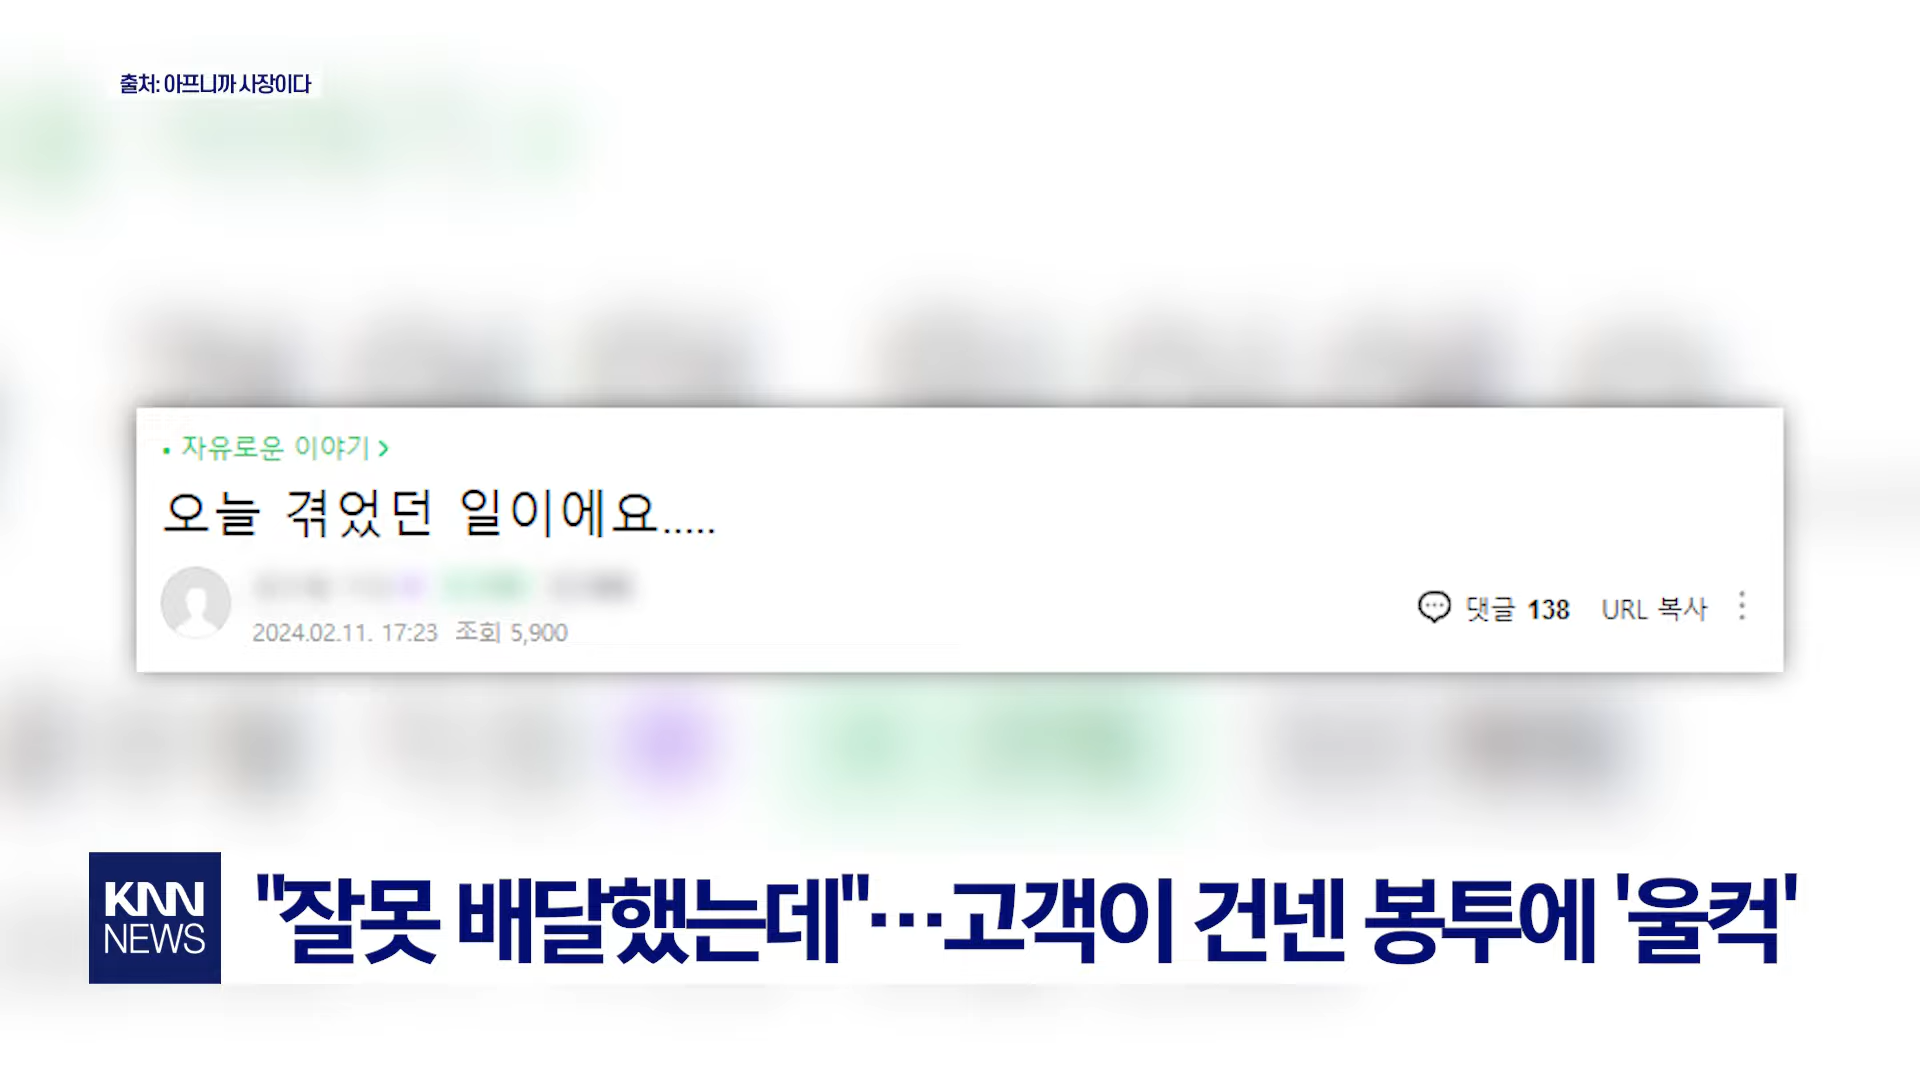 출처: 아프니까 사장이다
• 자유로운 이야기 >
오늘 겪었던 일이에요.....
2024.02.11. 17:23 조회 5,900
댓글 138 URL 복사
KNN
NEWS
"잘못 배달했는데"…고객이 건넨 봉투에 '울컥'